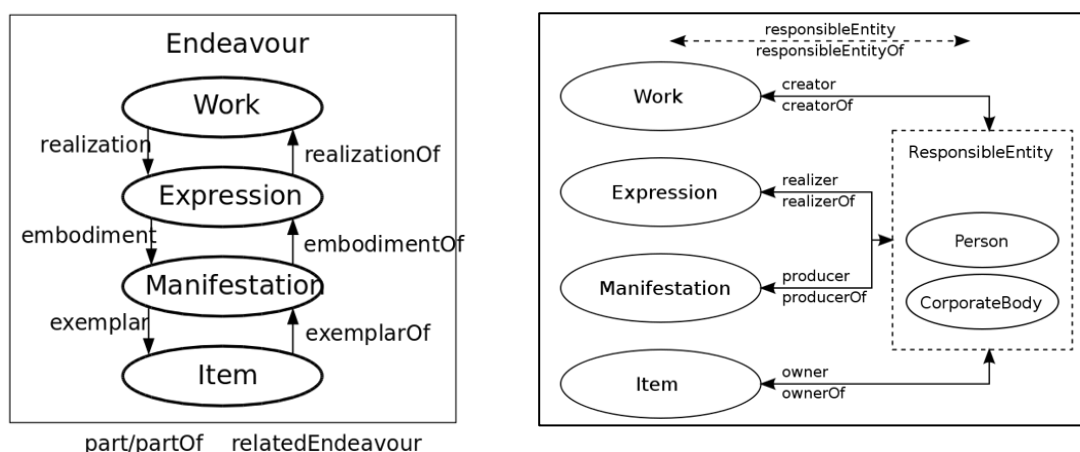 Endeavour
Work
realization
realizationOf
Expression
embodiment
embodimentOf
Manifestation
exemplar
exemplarOf
Item
part/partOf relatedEndeavour
responsibleEntity
responsibleEntityOf
Work
creator
creatorOf
ResponsibleEntity
Expression
realizer
realizerOf
Person
Manifestation
producer
producerOf
CorporateBody
Item
owner
ownerOf